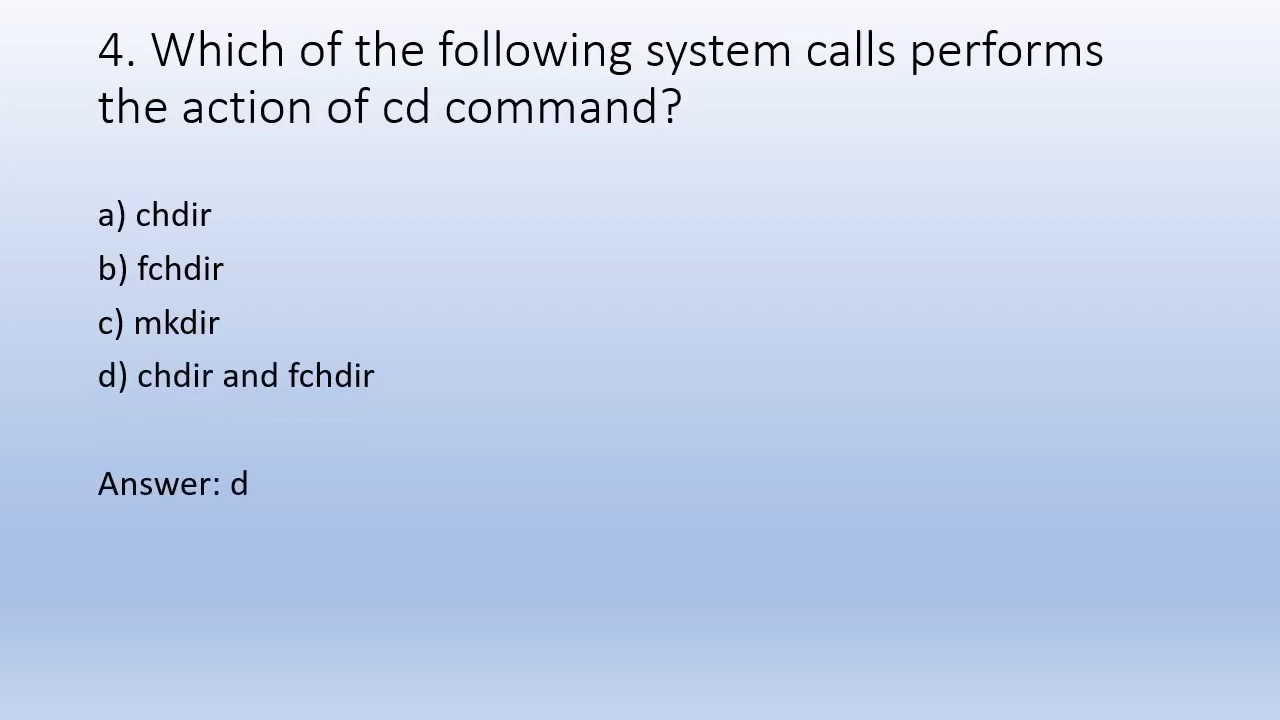 4. Which of the following system calls performs
the action of cd command?
a) chdir
b) fchdir
c) mkdir
d) chdir and fchdir
Answer: d